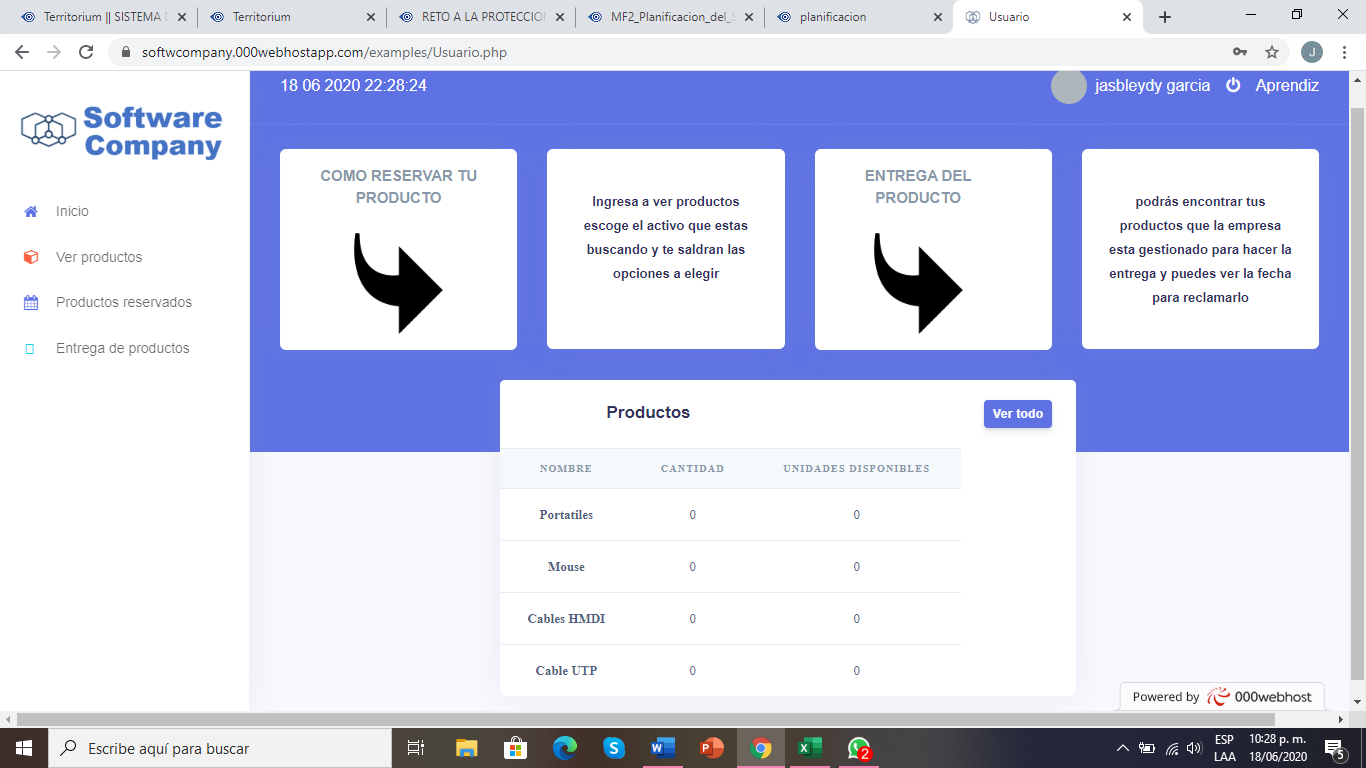 Territorium || SISTEMA D
Territorium
RETO A LA PROTECCION
MF2_Planificacion_del_S
planificacion
Usuario
softwcompany.000webhostapp.com/examples/Usuario.php
J
Software
Company
Inicio
Ver productos
Productos reservados
Entrega de productos
18 06 2020 22:28:24
jasbleydy garcia
Aprendiz
COMO RESERVAR TU
PRODUCTO
Ingresa a ver productos
escoge el activo que estas
buscando y te saldran las
opciones a elegir
ENTREGA DEL
PRODUCTO
podrás encontrar tus
productos que la empresa
esta gestionado para hacer la
entrega y puedes ver la fecha
para reclamarlo
Productos
Ver todo
NOMBRE CANTIDAD UNIDADES DISPONIBLES
Portatiles 0 0
Mouse 0 0
Cables HMDI 0 0
Cable UTP 0 0
Powered by 000webhost
Escribe aquí para buscar
2
ESP
LAA
10:28 p. m.
18/06/2020
5